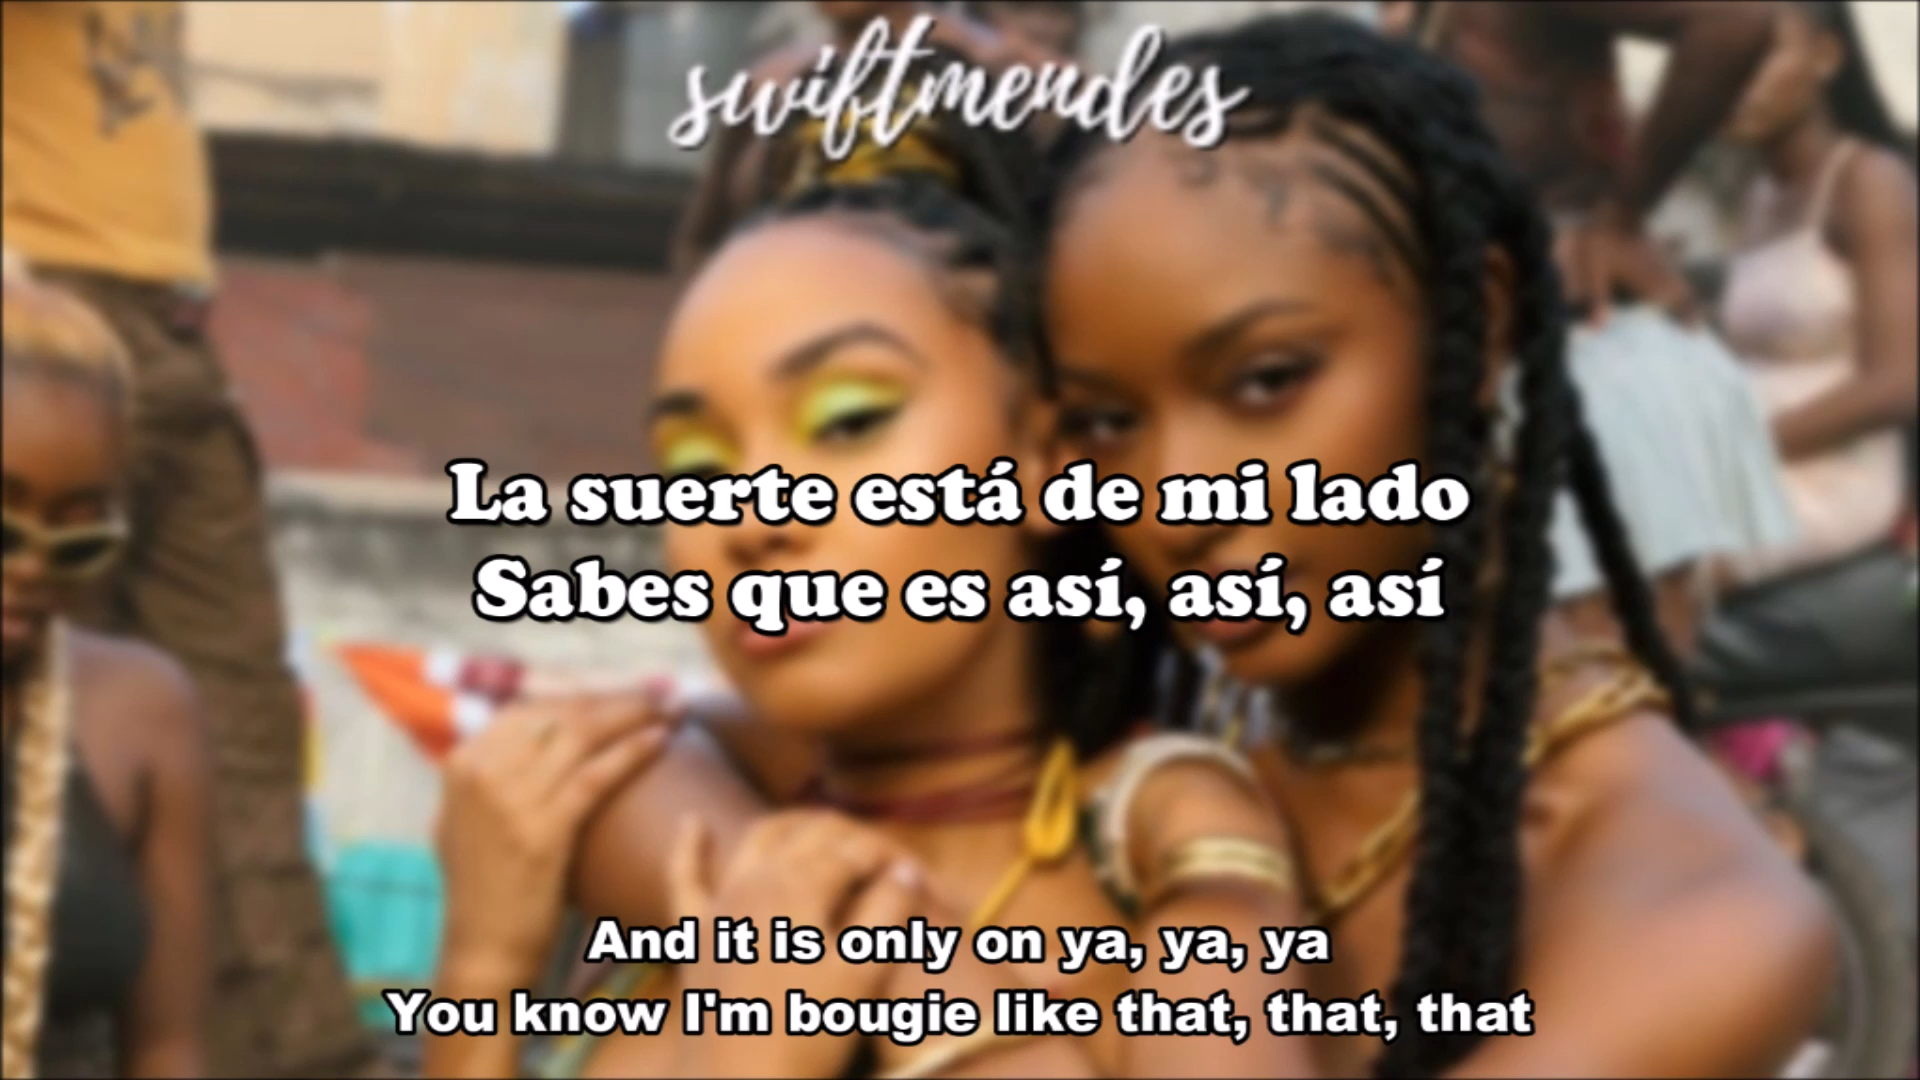 swiftmendes
La suerte está de mi lado
Sabes que es así, así, así
And it is only on ya, ya, ya
You know I'm bougie like that, that, that